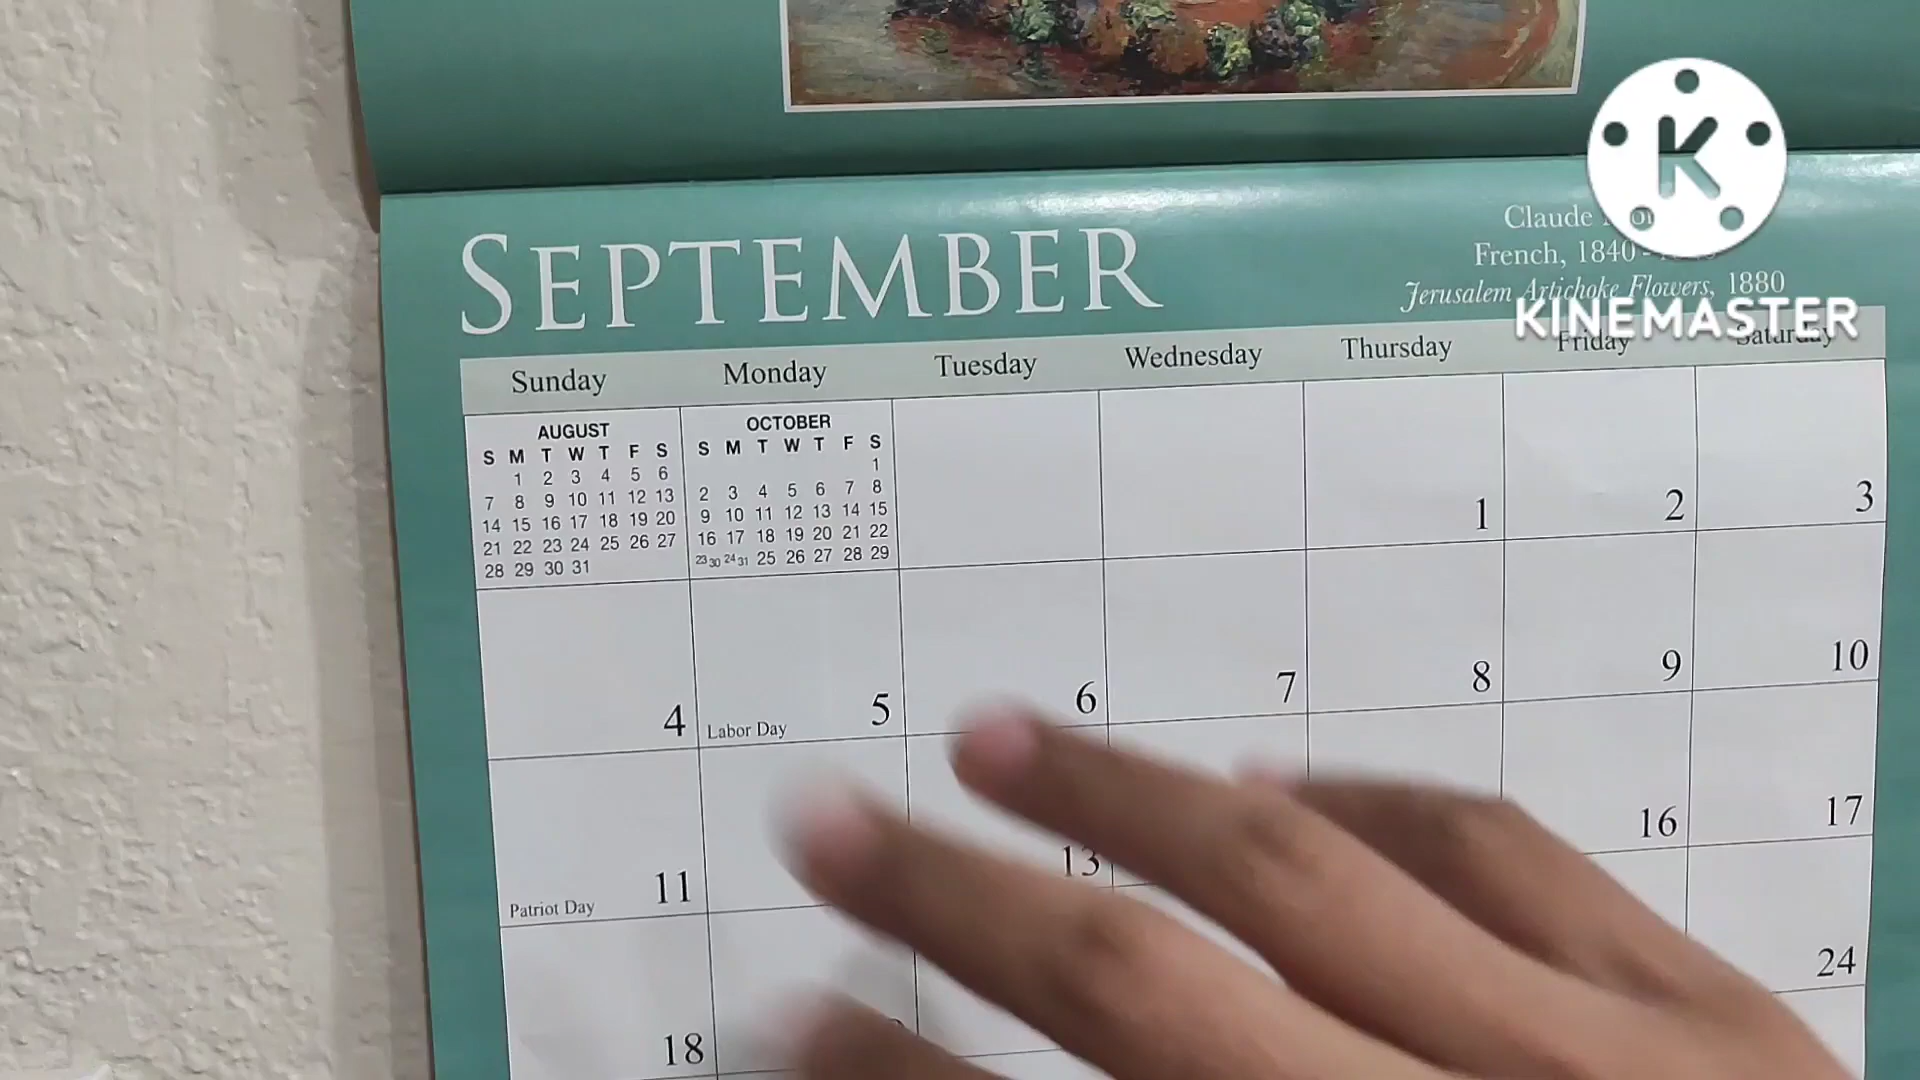 SEPTEMBER
Claude
French, 1840 -
Jerusalem Artichoke Flowers, 1880
K
KINEMASTER
Sunday Monday Tuesday Wednesday Thursday Friday Saturday
AUGUST
S M T W T F S
1 2 3 4 5 6
7 8 9 10 11 12 13
14 15 16 17 18 19 20
21 22 23 24 25 26 27
28 29 30 31
OCTOBER
S M T W T F S
1
2 3 4 5 6 7 8
9 10 11 12 13 14 15
16 17 18 19 20 21 22
23 30 24 31 25 26 27 28 29
1 2 3
4 Labor Day 5 6 7 8 9 10
Patriot Day 11 13 16 17
18 24